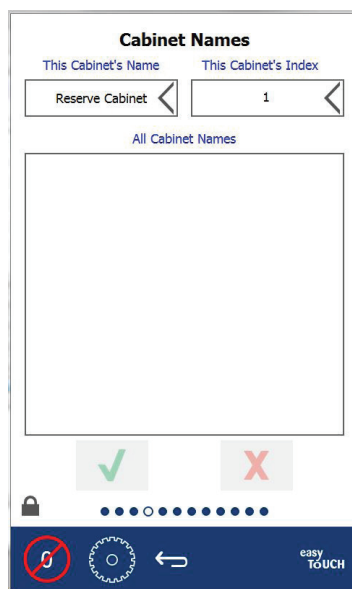 Cabinet Names
This Cabinet's Name This Cabinet's Index
Reserve Cabinet 1
All Cabinet Names
easy
TOUCH